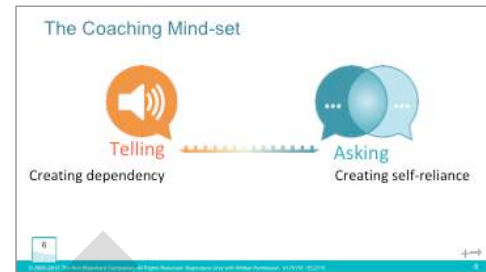 The Coaching Mind-set
Telling
Asking
Creating dependency
Creating self-reliance
6